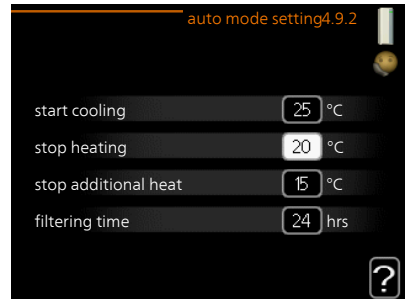 auto mode setting4.9.2
start cooling 25 °C
stop heating 20 °C
stop additional heat 15 °C
filtering time 24 hrs
?